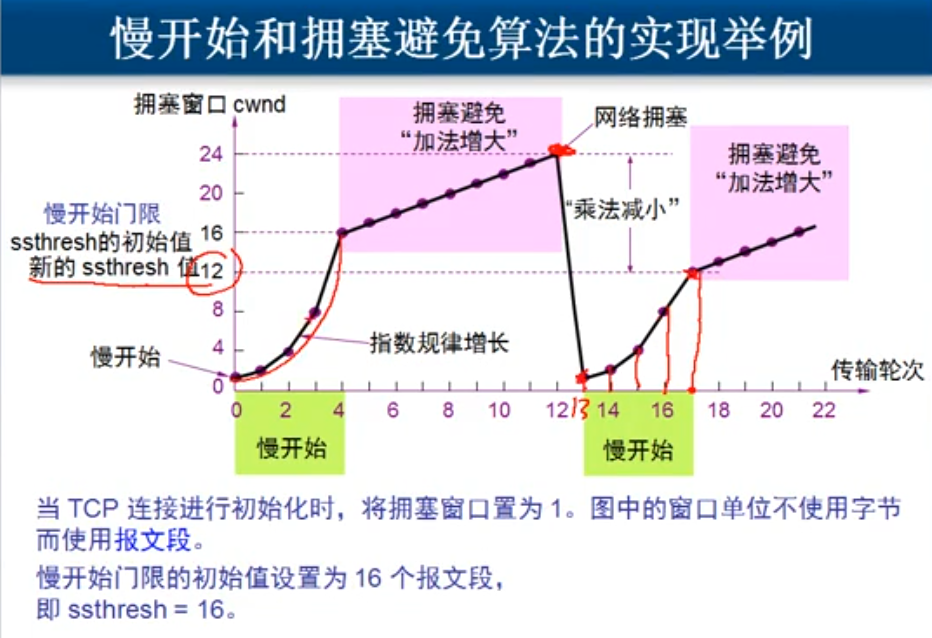 慢开始和拥塞避免算法的实现举例
拥塞窗口 cwnd
拥塞避免
“加法增大”
网络拥塞
24
20
16
12
8
4
0
慢开始门限
ssthresh的初始值
新的 ssthresh 值
“乘法减小”
拥塞避免
“加法增大”
指数规律增长
慢开始
传输轮次
0 2 4 6 8 10 12 13 14 16 18 20 22
慢开始
慢开始
当 TCP 连接进行初始化时，将拥塞窗口置为 1。图中的窗口单位不使用字节
而使用报文段。
慢开始门限的初始值设置为 16 个报文段，
即 ssthresh = 16。